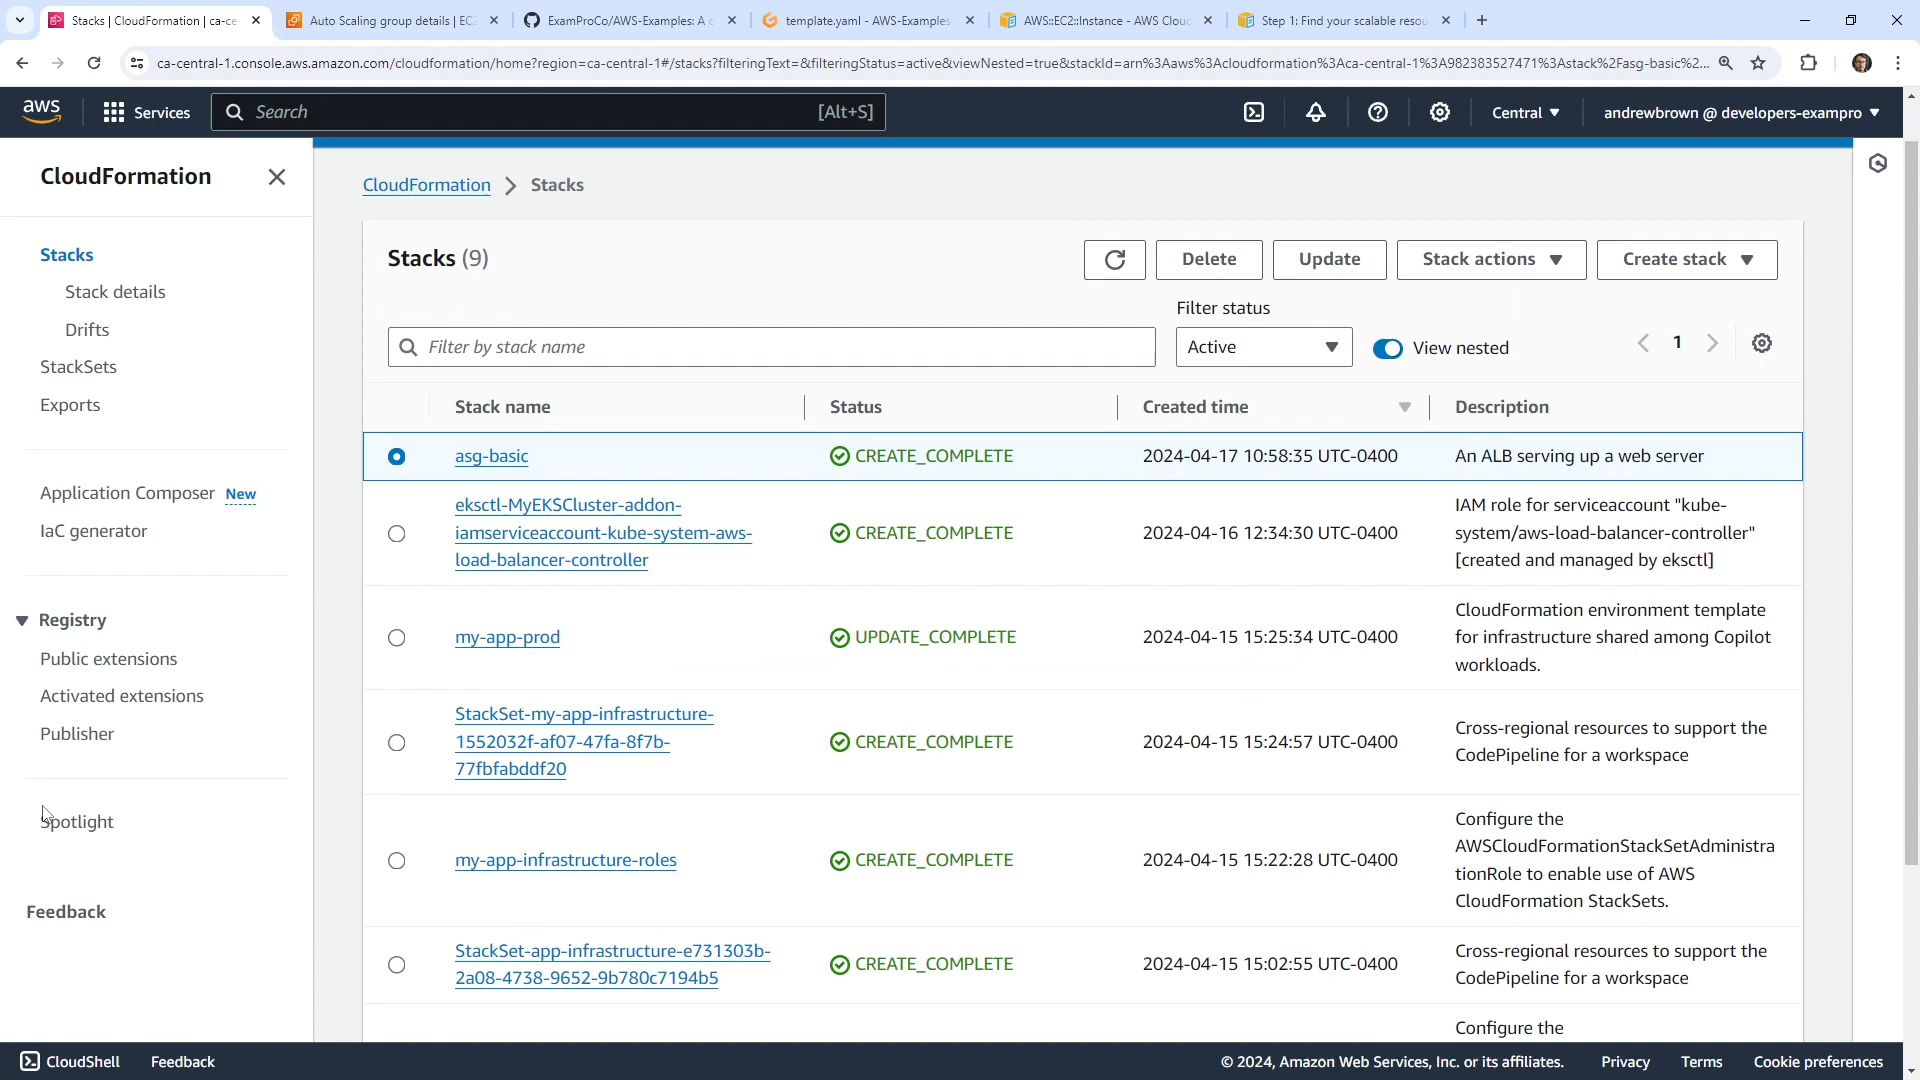 Stacks | CloudFormation | ca-ce
Auto Scaling group details | EC2
ExamProCo/AWS-Examples: A c
template.yaml - AWS-Examples
AWS::EC2::Instance - AWS Clou
Step 1: Find your scalable resou
ca-central-1.console.aws.amazon.com/cloudformation/home?region=ca-central-1#/stacks?filteringText=&filteringStatus=active&viewNested=true&stackId=arn%3Aaws%3Acloudformation%3Aca-central-1%3A982383527471%3Astack%2Fasg-basic%2...
aws
Services
Search
[Alt+S]
Central
andrewbrown @ developers-exampro
CloudFormation
Stacks
Stack details
Drifts
StackSets
Exports
Application Composer New
IaC generator
Registry
Public extensions
Activated extensions
Publisher
Spotlight
Feedback
CloudFormation > Stacks
Stacks (9)
Delete
Update
Stack actions
Create stack
Filter status
Filter by stack name
Active
View nested
1
Stack name
Status
Created time
Description
asg-basic
CREATE_COMPLETE
2024-04-17 10:58:35 UTC-0400
An ALB serving up a web server
eksctl-MyEKSCluster-addon-
iamserviceaccount-kube-system-aws-
load-balancer-controller
CREATE_COMPLETE
2024-04-16 12:34:30 UTC-0400
IAM role for serviceaccount "kube-
system/aws-load-balancer-controller"
[created and managed by eksctl]
my-app-prod
UPDATE_COMPLETE
2024-04-15 15:25:34 UTC-0400
CloudFormation environment template
for infrastructure shared among Copilot
workloads.
StackSet-my-app-infrastructure-
1552032f-af07-47fa-8f7b-
77fbfabddf20
CREATE_COMPLETE
2024-04-15 15:24:57 UTC-0400
Cross-regional resources to support the
CodePipeline for a workspace
my-app-infrastructure-roles
CREATE_COMPLETE
2024-04-15 15:22:28 UTC-0400
Configure the
AWSCloudFormationStackSetAdministra
tionRole to enable use of AWS
CloudFormation StackSets.
StackSet-app-infrastructure-e731303b-
2a08-4738-9652-9b780c7194b5
CREATE_COMPLETE
2024-04-15 15:02:55 UTC-0400
Cross-regional resources to support the
CodePipeline for a workspace
Configure the
CloudShell
Feedback
© 2024, Amazon Web Services, Inc. or its affiliates.
Privacy
Terms
Cookie preferences